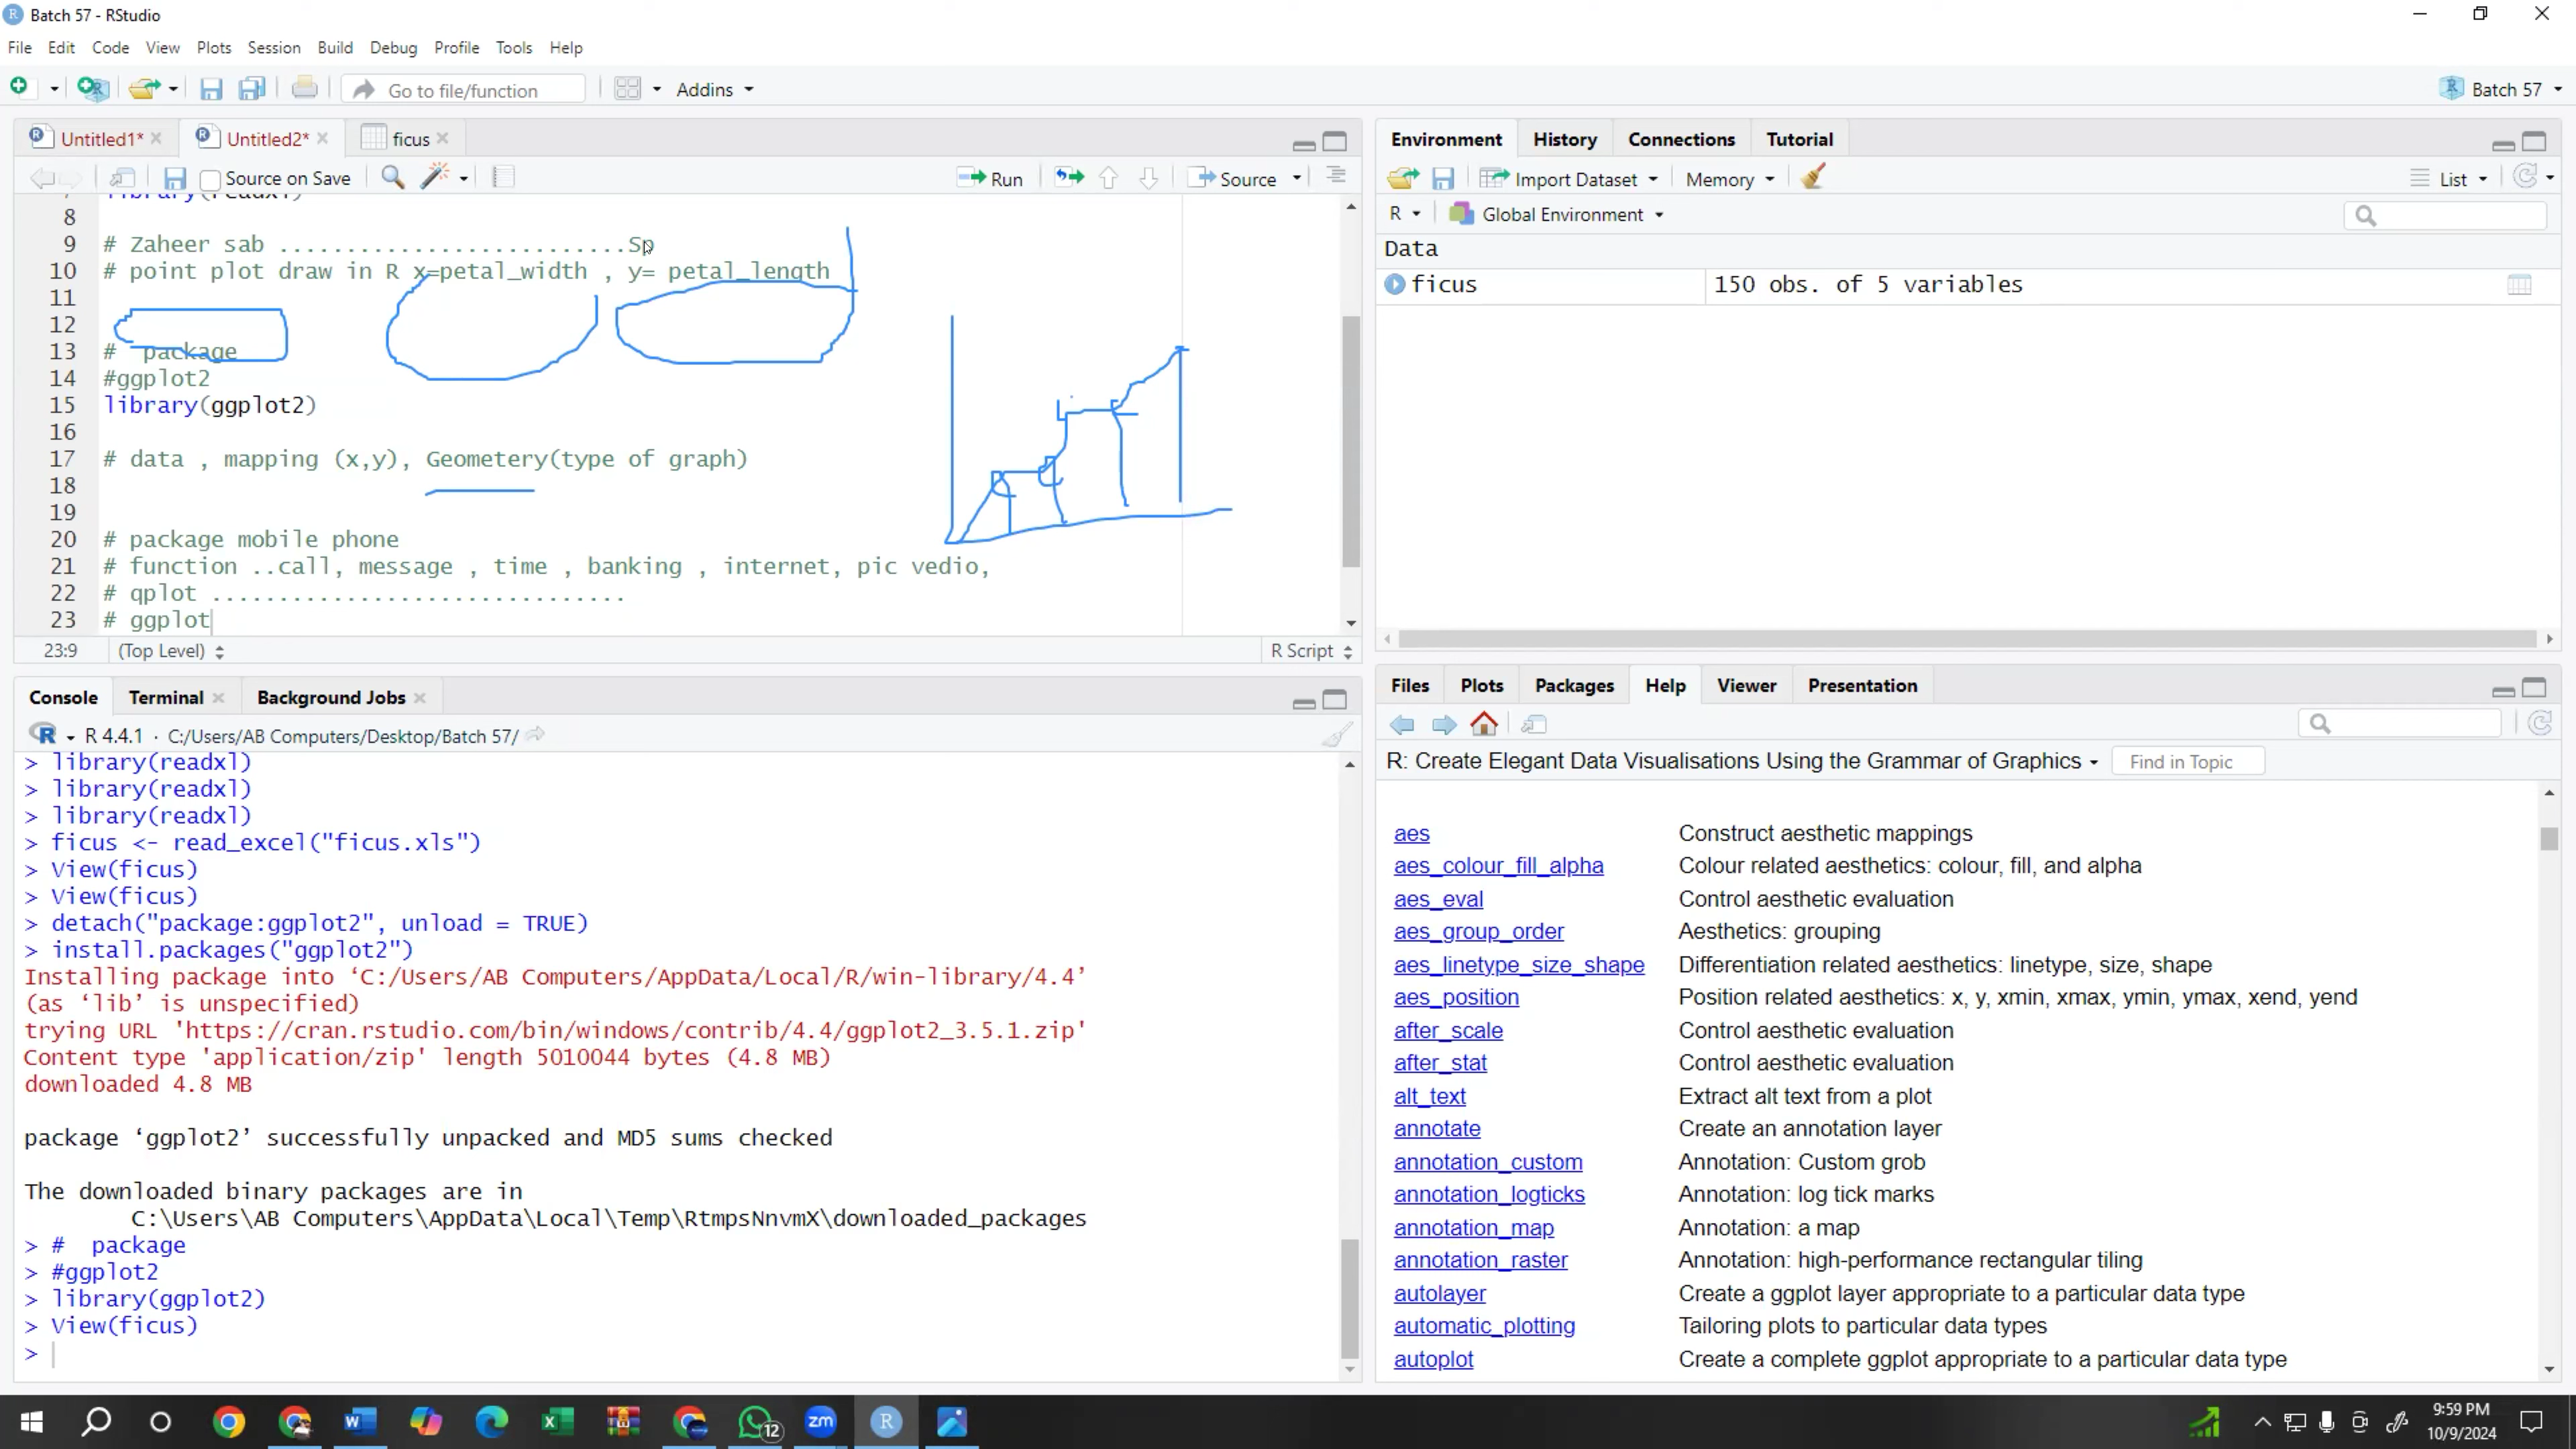 Batch 57 - RStudio
File Edit Code View Plots Session Build Debug Profile Tools Help
Go to file/function Addins Batch 57
Untitled1* Untitled2* ficus
Source on Save Run Source
8
9 # Zaheer sab ..........................Sp
10 # point plot draw in R x=petal_width , y= petal_length
11
12
13 # package
14 #ggplot2
15 library(ggplot2)
16
17 # data , mapping (x,y), Geometery(type of graph)
18
19
20 # package mobile phone
21 # function ..call, message , time , banking , internet, pic vedio,
22 # qplot ...............................
23 # ggplot
23:9 (Top Level) R Script
Console Terminal Background Jobs
R 4.4.1 · C:/Users/AB Computers/Desktop/Batch 57/
> library(readxl)
> library(readxl)
> library(readxl)
> ficus <- read_excel("ficus.xls")
> View(ficus)
> View(ficus)
> detach("package:ggplot2", unload = TRUE)
> install.packages("ggplot2")
Installing package into ‘C:/Users/AB Computers/AppData/Local/R/win-library/4.4’
(as ‘lib’ is unspecified)
trying URL 'https://cran.rstudio.com/bin/windows/contrib/4.4/ggplot2_3.5.1.zip'
Content type 'application/zip' length 5010044 bytes (4.8 MB)
downloaded 4.8 MB
package ‘ggplot2’ successfully unpacked and MD5 sums checked
The downloaded binary packages are in
C:\Users\AB Computers\AppData\Local\Temp\RtmpsNnvmX\downloaded_packages
> # package
> #ggplot2
> library(ggplot2)
> View(ficus)
>
Environment History Connections Tutorial
Import Dataset Memory List
R Global Environment
Data
ficus 150 obs. of 5 variables
Files Plots Packages Help Viewer Presentation
R: Create Elegant Data Visualisations Using the Grammar of Graphics Find in Topic
aes Construct aesthetic mappings
aes_colour_fill_alpha Colour related aesthetics: colour, fill, and alpha
aes_eval Control aesthetic evaluation
aes_group_order Aesthetics: grouping
aes_linetype_size_shape Differentiation related aesthetics: linetype, size, shape
aes_position Position related aesthetics: x, y, xmin, xmax, ymin, ymax, xend, yend
after_scale Control aesthetic evaluation
after_stat Control aesthetic evaluation
alt_text Extract alt text from a plot
annotate Create an annotation layer
annotation_custom Annotation: Custom grob
annotation_logticks Annotation: log tick marks
annotation_map Annotation: a map
annotation_raster Annotation: high-performance rectangular tiling
autolayer Create a ggplot layer appropriate to a particular data type
automatic_plotting Tailoring plots to particular data types
autoplot Create a complete ggplot appropriate to a particular data type
12 zm R
9:59 PM
10/9/2024